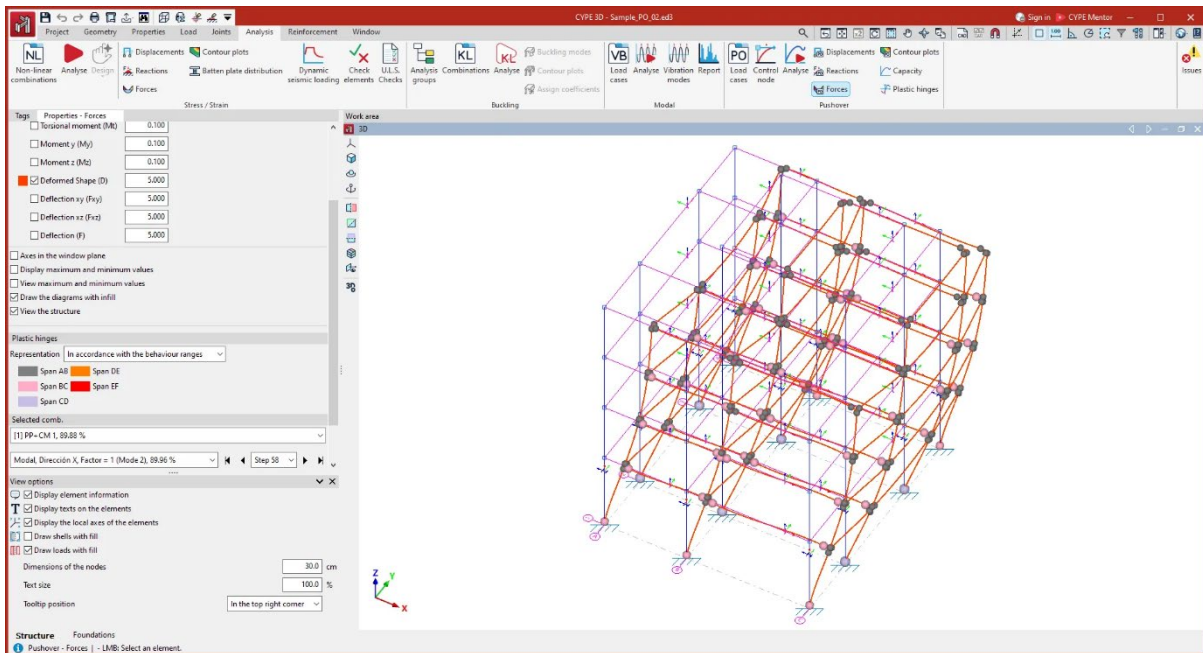 CYPE 3D - Sample_PO_02.ed3
Sign in CYPE Mentor
Project Geometry Properties Load Joints Analysis Reinforcement Window
NL
Non-linear combinations
Analyse
Design
Displacements
Reactions
Forces
Contour plots
Batten plate distribution
Dynamic seismic loading
Check elements
U.L.S. Checks
Stress / Strain
Analysis groups
KL
Combinations
KL
Analyse
Buckling modes
Contour plots
Assign coefficients
Buckling
VB
Load cases
Analyse
Vibration modes
Report
Modal
PO
Load cases
Control node
Analyse
Displacements
Reactions
Forces
Contour plots
Capacity
Plastic hinges
Pushover
Issues
Tags Properties - Forces
Torsional moment (Mt) 0.100
Moment y (My) 0.100
Moment z (Mz) 0.100
Deformed Shape (D) 5.000
Deflection xy (Fxy) 5.000
Deflection xz (Fxz) 5.000
Deflection (F) 5.000
Axes in the window plane
Display maximum and minimum values
View maximum and minimum values
Draw the diagrams with infill
View the structure
Plastic hinges
Representation In accordance with the behaviour ranges
Span AB Span DE
Span BC Span EF
Span CD
Selected comb.
[1] PP+CM 1, 89.88 %
Modal, Dirección X, Factor = 1 (Mode 2), 89.96 % Step 58
View options
Display element information
T Display texts on the elements
Display the local axes of the elements
Draw shells with fill
Draw loads with fill
Dimensions of the nodes 30.0 cm
Text size 100.0 %
Tooltip position In the top right corner
Structure Foundations
Pushover - Forces | - LMB: Select an element.
Work area
3D
3D
Z
Y
X